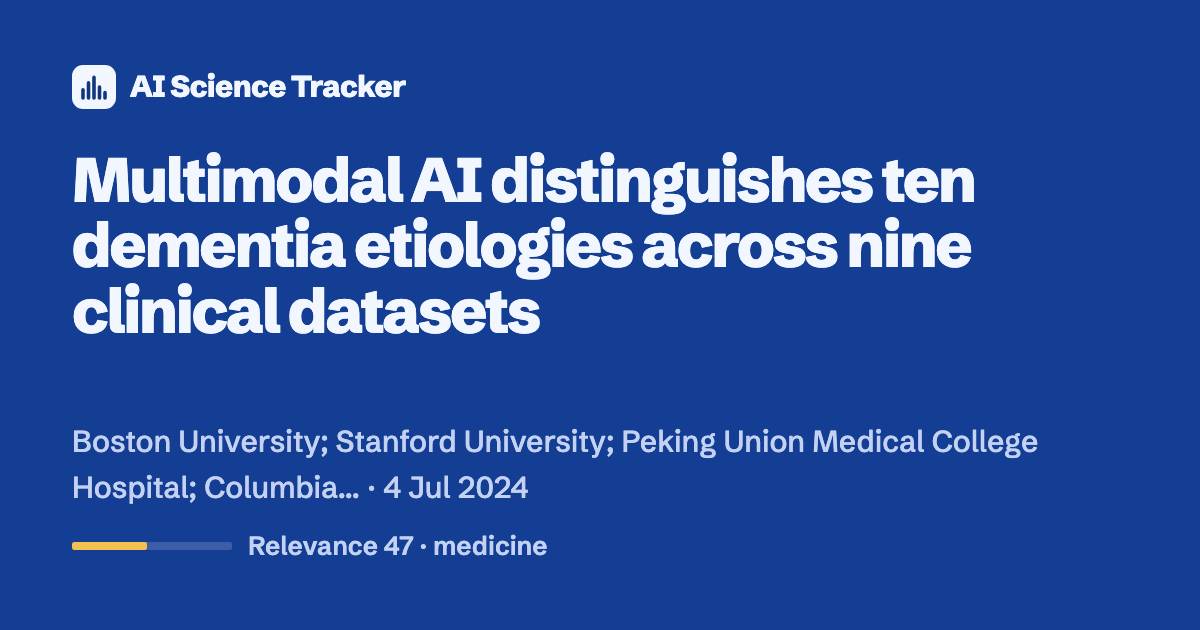 AI Science Tracker
Multimodal AI distinguishes ten
dementia etiologies across nine
clinical datasets
Boston University; Stanford University; Peking Union Medical College
Hospital; Columbia... · 4 Jul 2024
Relevance 47 · medicine